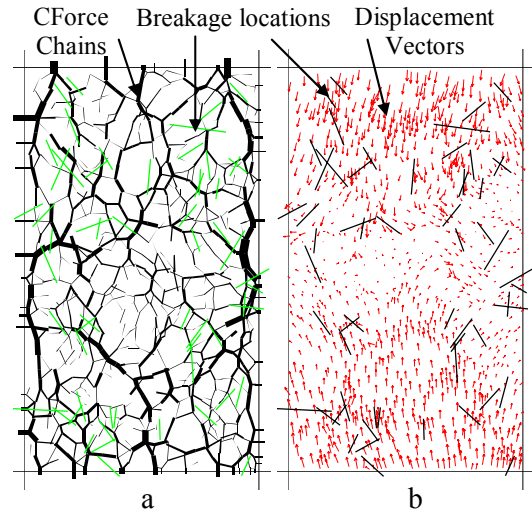 CForce Chains
Breakage locations
Displacement Vectors
a
b